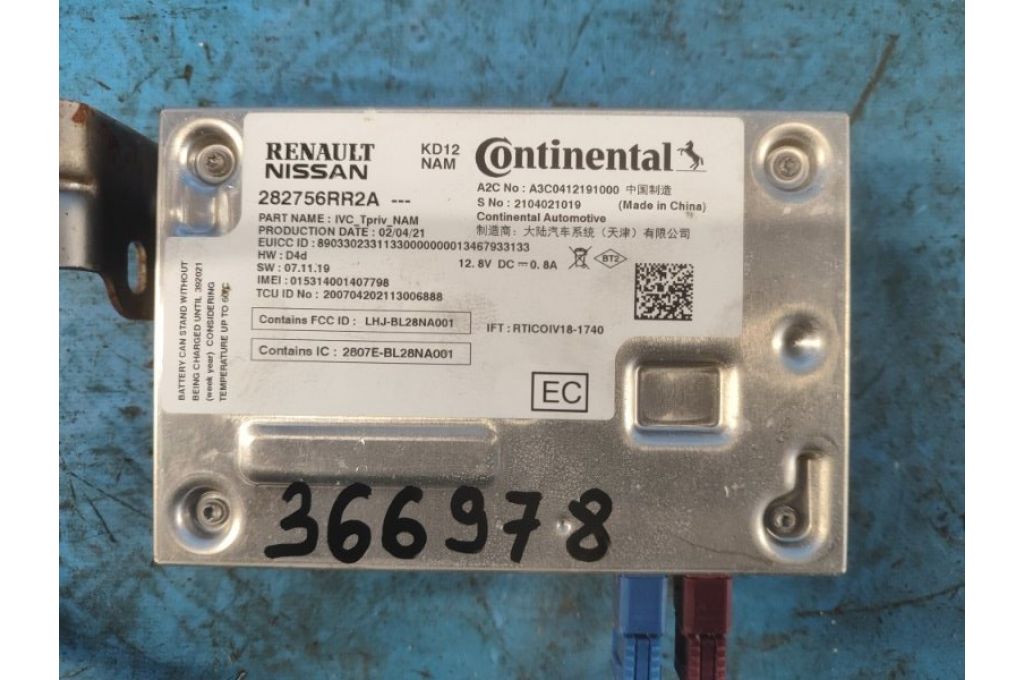 RENAULT
NISSAN
KD12
NAM
Continental
282756RR2A ---
A2C No : A3C0412191000 中国制造
S No : 2104021019 (Made in China)
Continental Automotive
制造商：大陆汽车系统（天津）有限公司
PART NAME : IVC_Tpriv_NAM
PRODUCTION DATE : 02/04/21
EUICC ID : 89033023311330000000013467933133
HW : D4d
12.8V DC 0.8A
BT2
SW : 07.11.19
IMEI : 015314001407798
TCU ID No : 200704202113006888
Contains FCC ID : LHJ-BL28NA001
IFT : RTICOIV18-1740
Contains IC : 2807E-BL28NA001
EC
BATTERY CAN STAND WITHOUT
BEING CHARGED UNTIL 392021
(week year) CONSIDERING
TEMPERATURE UP TO 60°C
366978